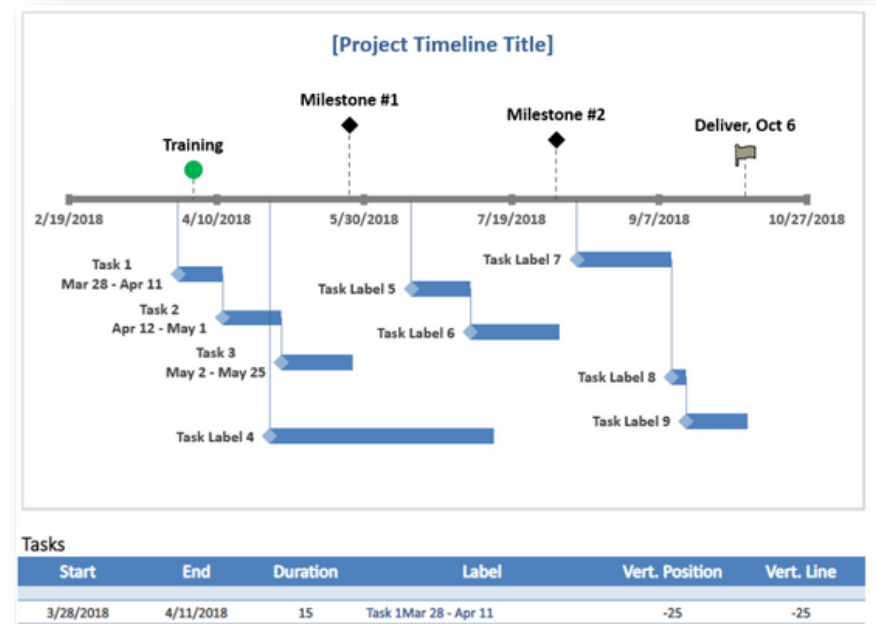 [Project Timeline Title]
Milestone #1
Milestone #2
Deliver, Oct 6
Training
2/19/2018 4/10/2018 5/30/2018 7/19/2018 9/7/2018 10/27/2018
Task Label 7
Task 1
Mar 28 - Apr 11
Task Label 5
Task 2
Apr 12 - May 1
Task Label 6
Task 3
May 2 - May 25
Task Label 8
Task Label 9
Task Label 4
Tasks
Start End Duration Label Vert. Position Vert. Line
3/28/2018 4/11/2018 15 Task 1Mar 28 - Apr 11 -25 -25